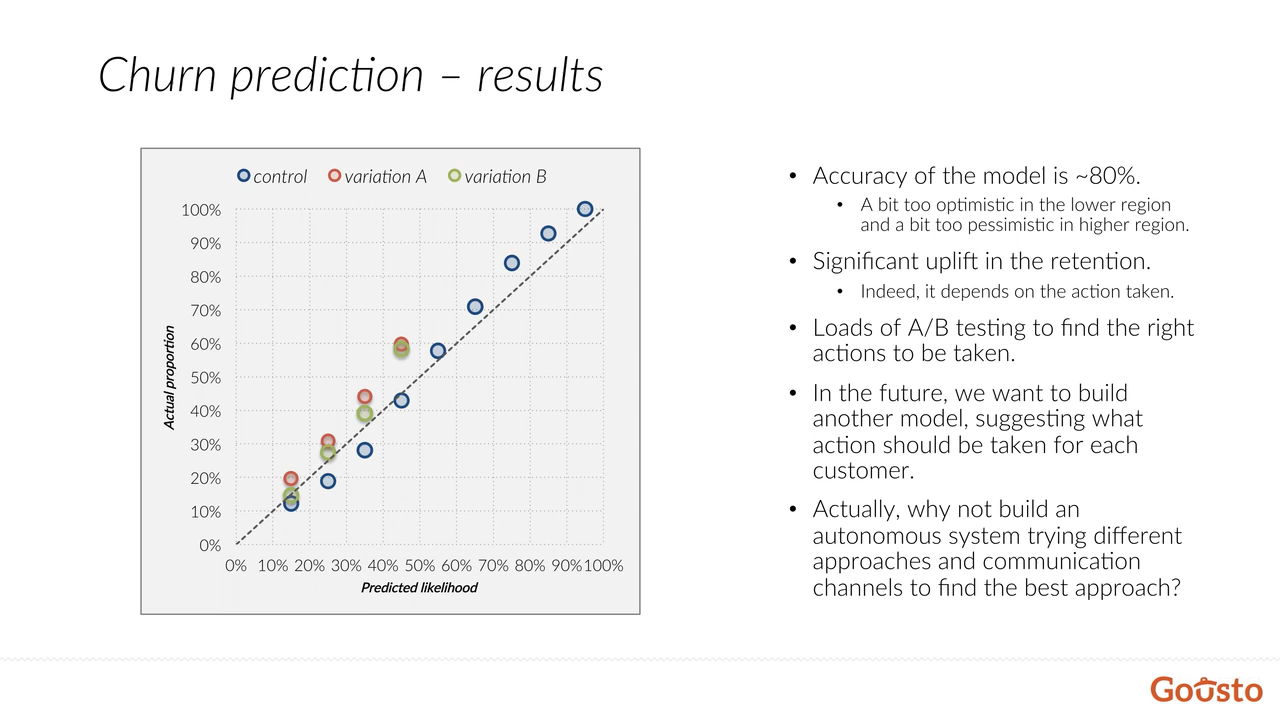 Churn prediction – results
control variation A variation B
100%
90%
80%
70%
60%
50%
40%
30%
20%
10%
0%
Actual proportion
0% 10% 20% 30% 40% 50% 60% 70% 80% 90% 100%
Predicted likelihood
• Accuracy of the model is ~80%.
• A bit too optimistic in the lower region
and a bit too pessimistic in higher region.
• Significant uplift in the retention.
• Indeed, it depends on the action taken.
• Loads of A/B testing to find the right
actions to be taken.
• In the future, we want to build
another model, suggesting what
action should be taken for each
customer.
• Actually, why not build an
autonomous system trying different
approaches and communication
channels to find the best approach?
Gousto